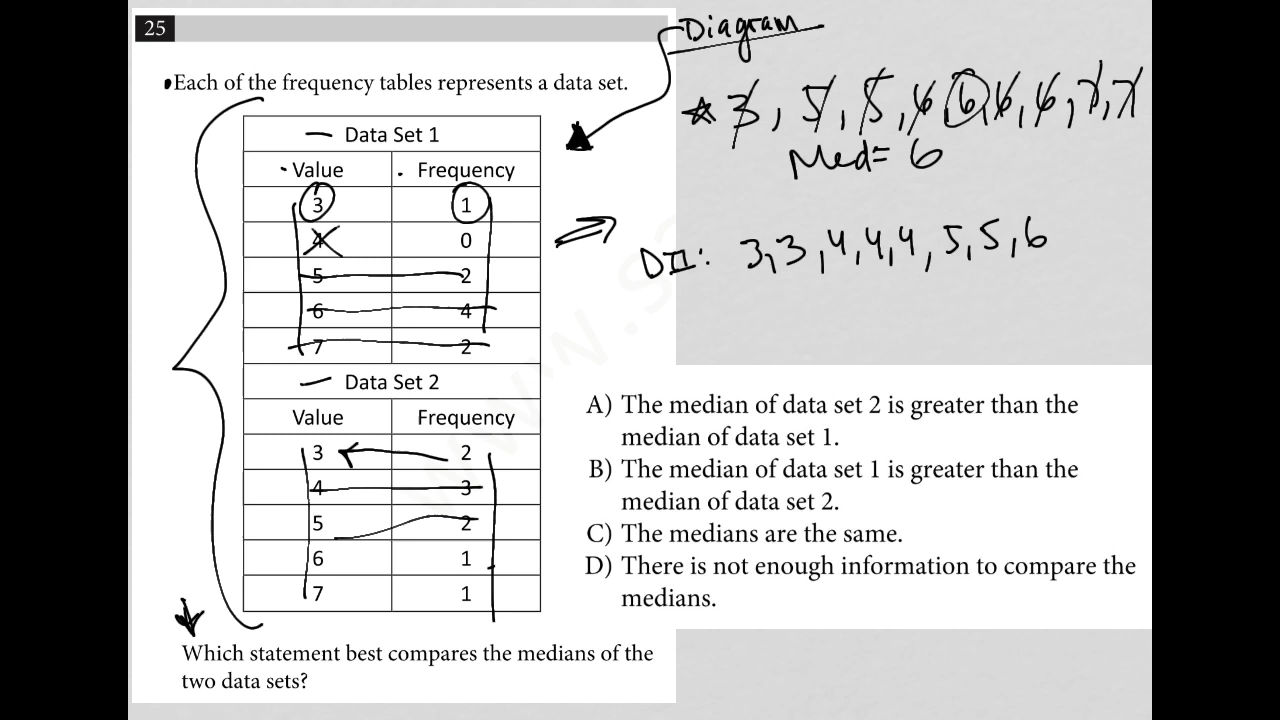 25
Diagram
Each of the frequency tables represents a data set.
Data Set 1
Value Frequency
3 1
4 0
5 2
6 4
7 2
Data Set 2
Value Frequency
3 2
4 3
5 2
6 1
7 1
Which statement best compares the medians of the
two data sets?
3, 5, 5, 6, 6, 6, 6, 7, 7
Med = 6
DII: 3, 3, 4, 4, 4, 5, 5, 6
A) The median of data set 2 is greater than the
median of data set 1.
B) The median of data set 1 is greater than the
median of data set 2.
C) The medians are the same.
D) There is not enough information to compare the
medians.